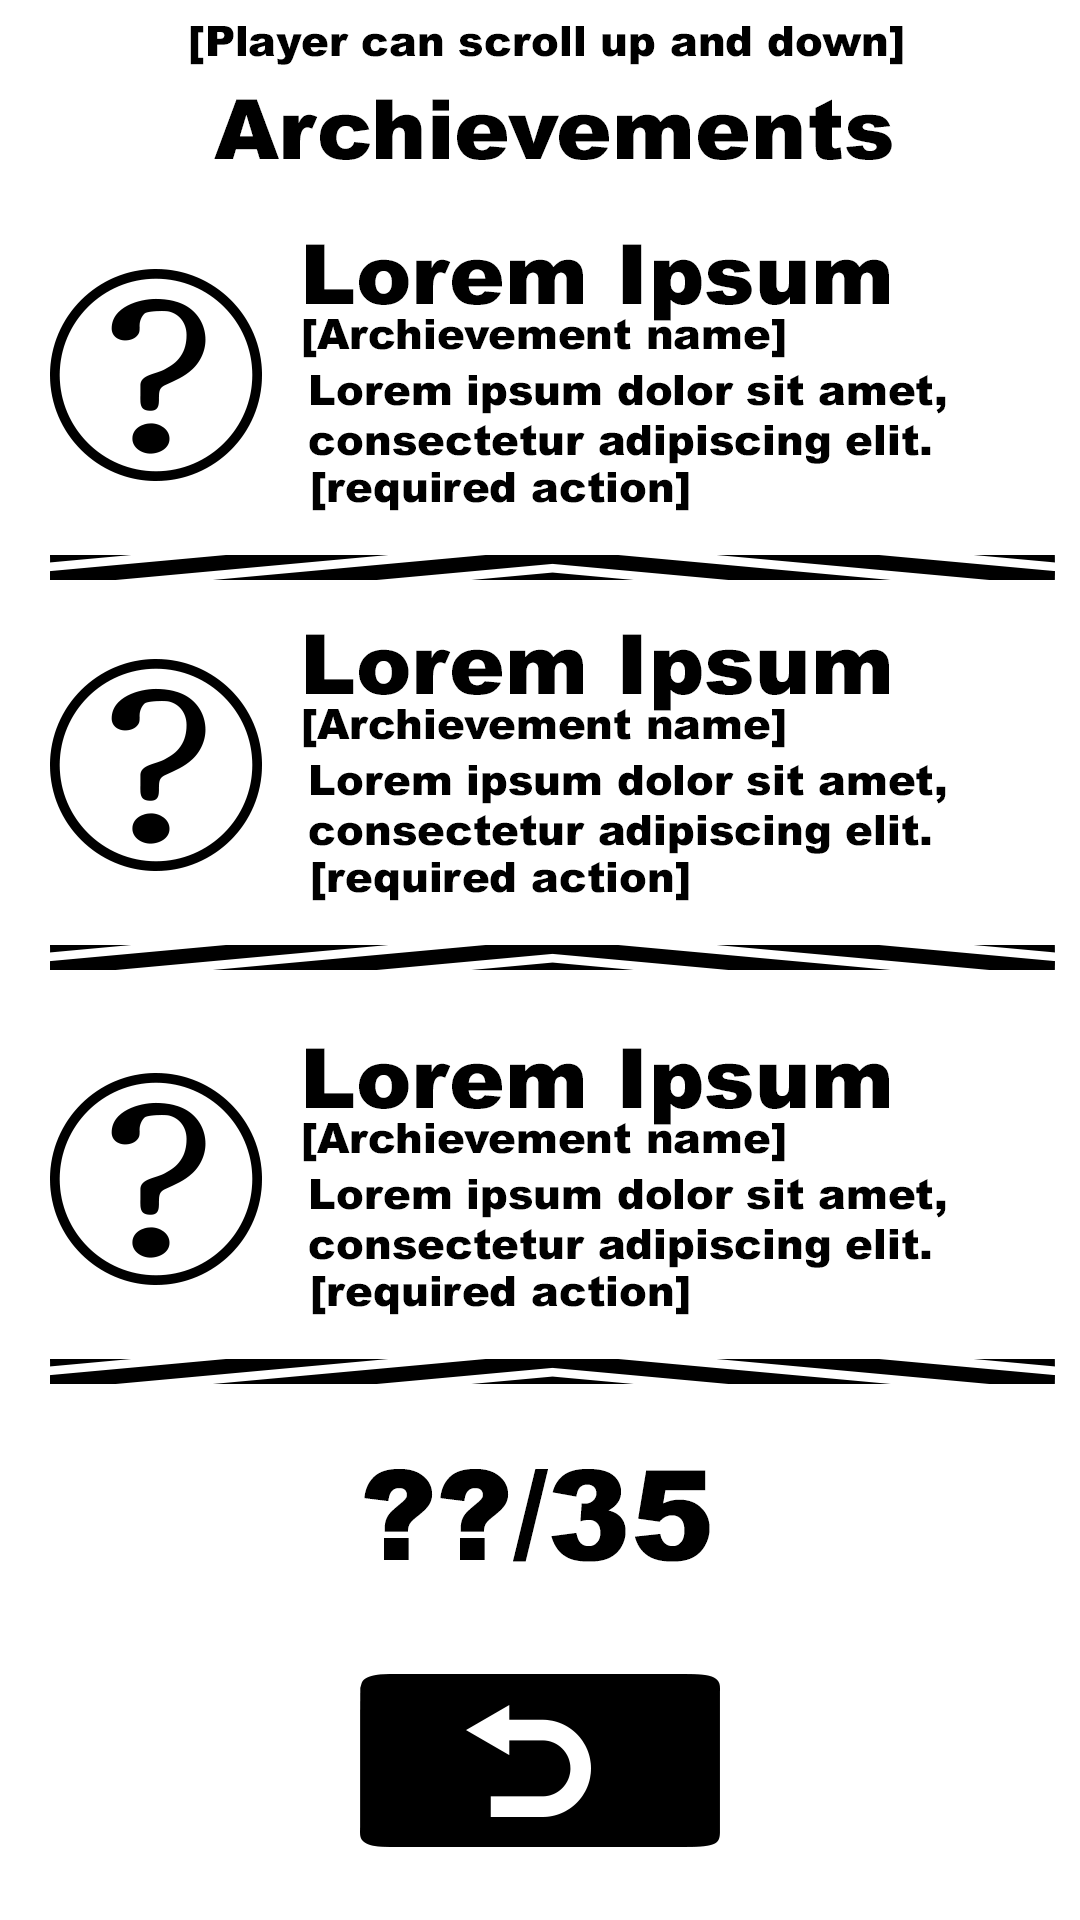 [Player can scroll up and down]
Archievements
?
Lorem Ipsum
[Archievement name]
Lorem ipsum dolor sit amet,
consectetur adipiscing elit.
[required action]
?
Lorem Ipsum
[Archievement name]
Lorem ipsum dolor sit amet,
consectetur adipiscing elit.
[required action]
?
Lorem Ipsum
[Archievement name]
Lorem ipsum dolor sit amet,
consectetur adipiscing elit.
[required action]
??/35